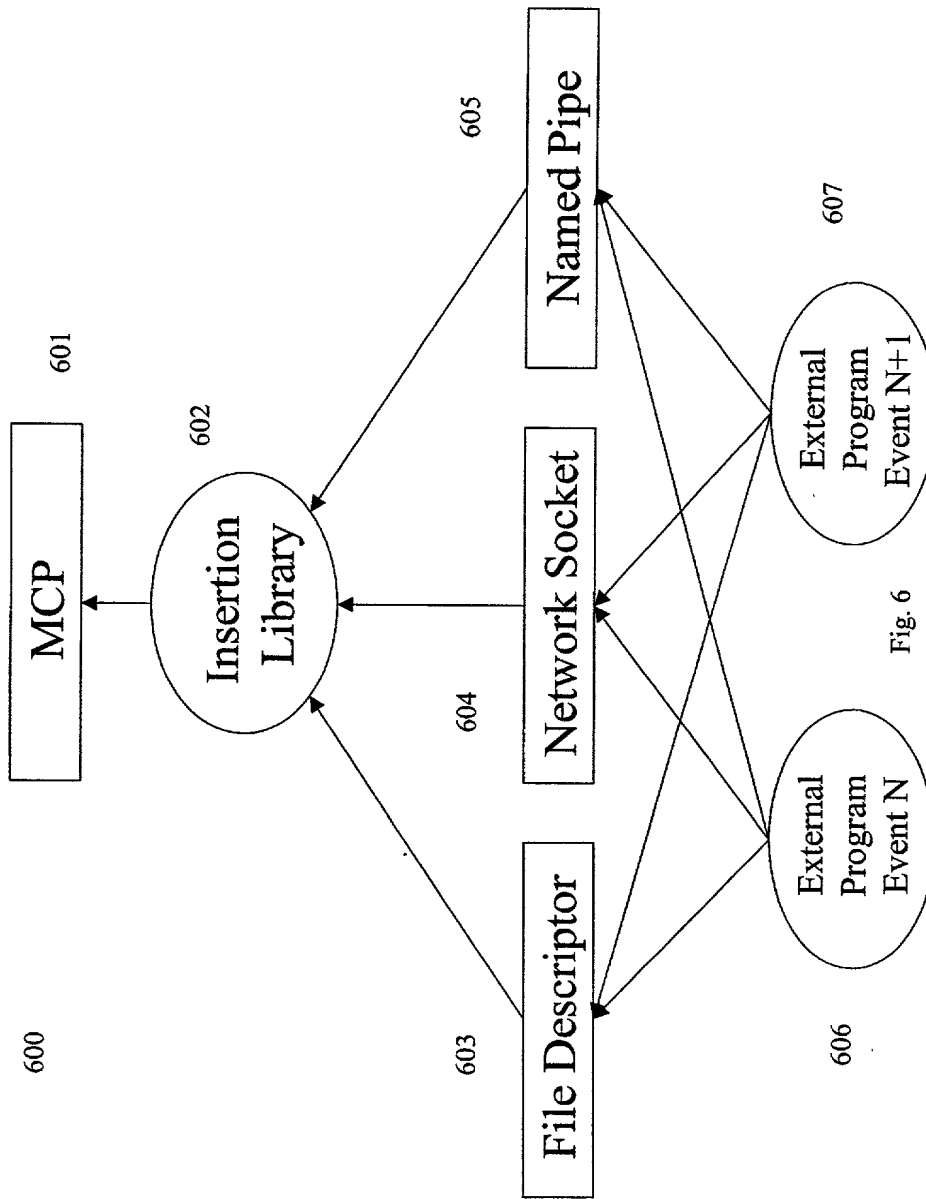 600
MCP
601
Insertion
Library
602
603
File Descriptor
604
Network Socket
605
Named Pipe
606
External
Program
Event N
External
Program
Event N+1
607
Fig. 6